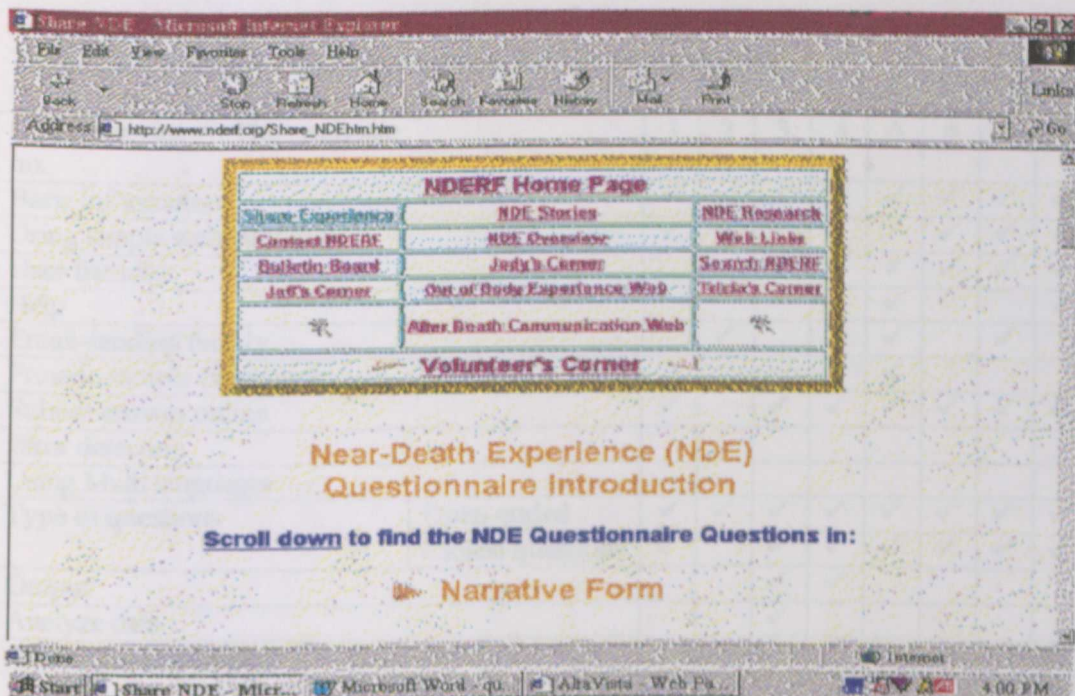 Share NDE - Microsoft Internet Explorer
File Edit View Favorites Tools Help
Back Stop Refresh Home Search Favorites History Mail Print Links
Address http://www.nderf.org/Share_NDEhtm.htm Go
NDERF Home Page
Share Experience NDE Stories NDE Research
Contact NDERF NDE Overview Web Links
Bulletin Board Jody's Corner Search NDERF
Jeff's Corner Out of Body Experience Web Tricia's Corner
After Death Communication Web
Volunteer's Corner
Near-Death Experience (NDE)
Questionnaire Introduction
Scroll down to find the NDE Questionnaire Questions in:
Narrative Form
Done Internet
Start Share NDE - Micr... Microsoft Word - qu... AltaVista - Web Pa... 4:00 PM